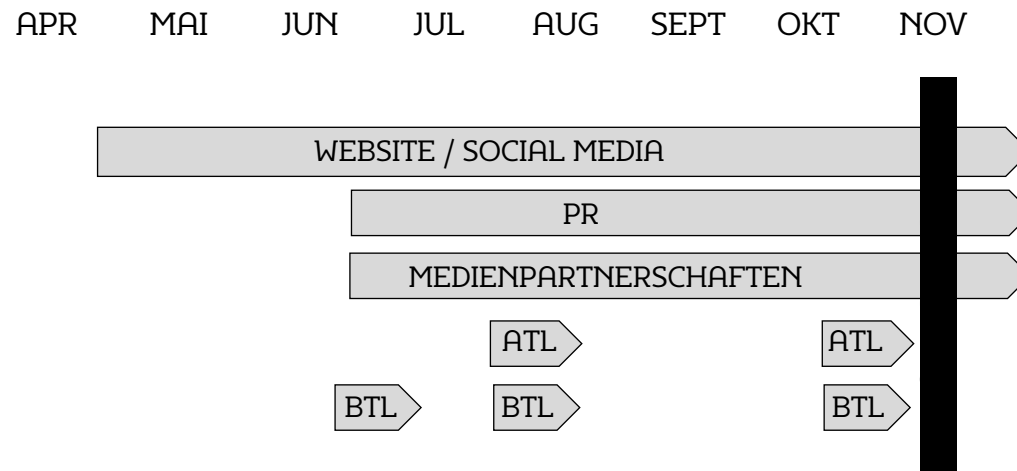 APR MAI JUN JUL AUG SEPT OKT NOV
WEBSITE / SOCIAL MEDIA
PR
MEDIENPARTNERSCHAFTEN
ATL ATL
BTL BTL BTL